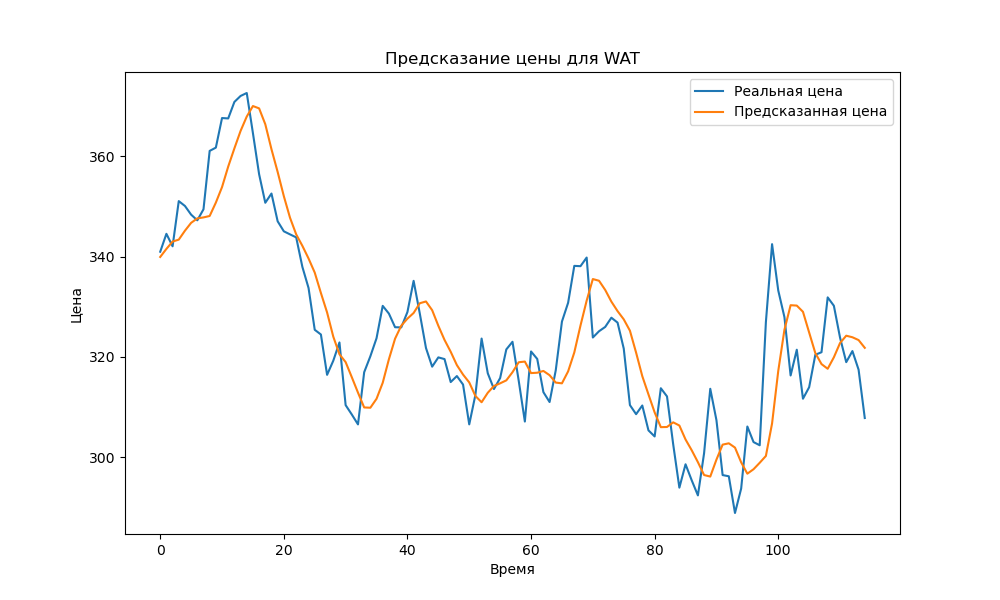 Предсказание цены для WAT
Реальная цена
Предсказанная цена
Цена
360
340
320
300
0 20 40 60 80 100
Время